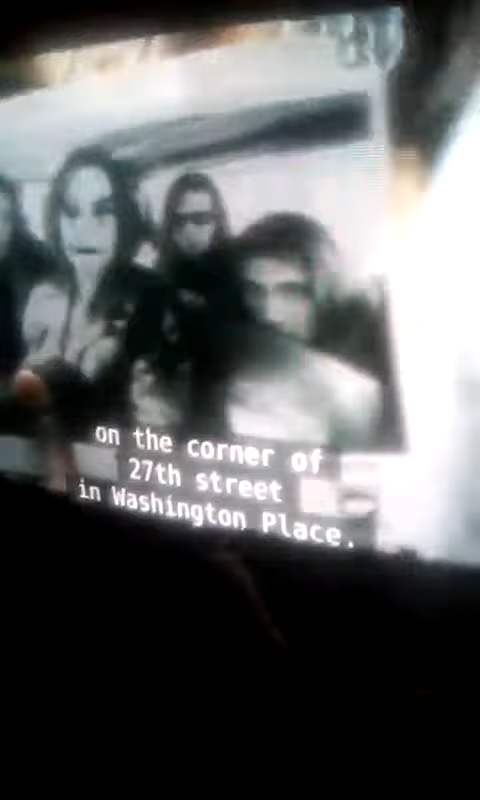 on the corner of
27th street
in Washington Place.